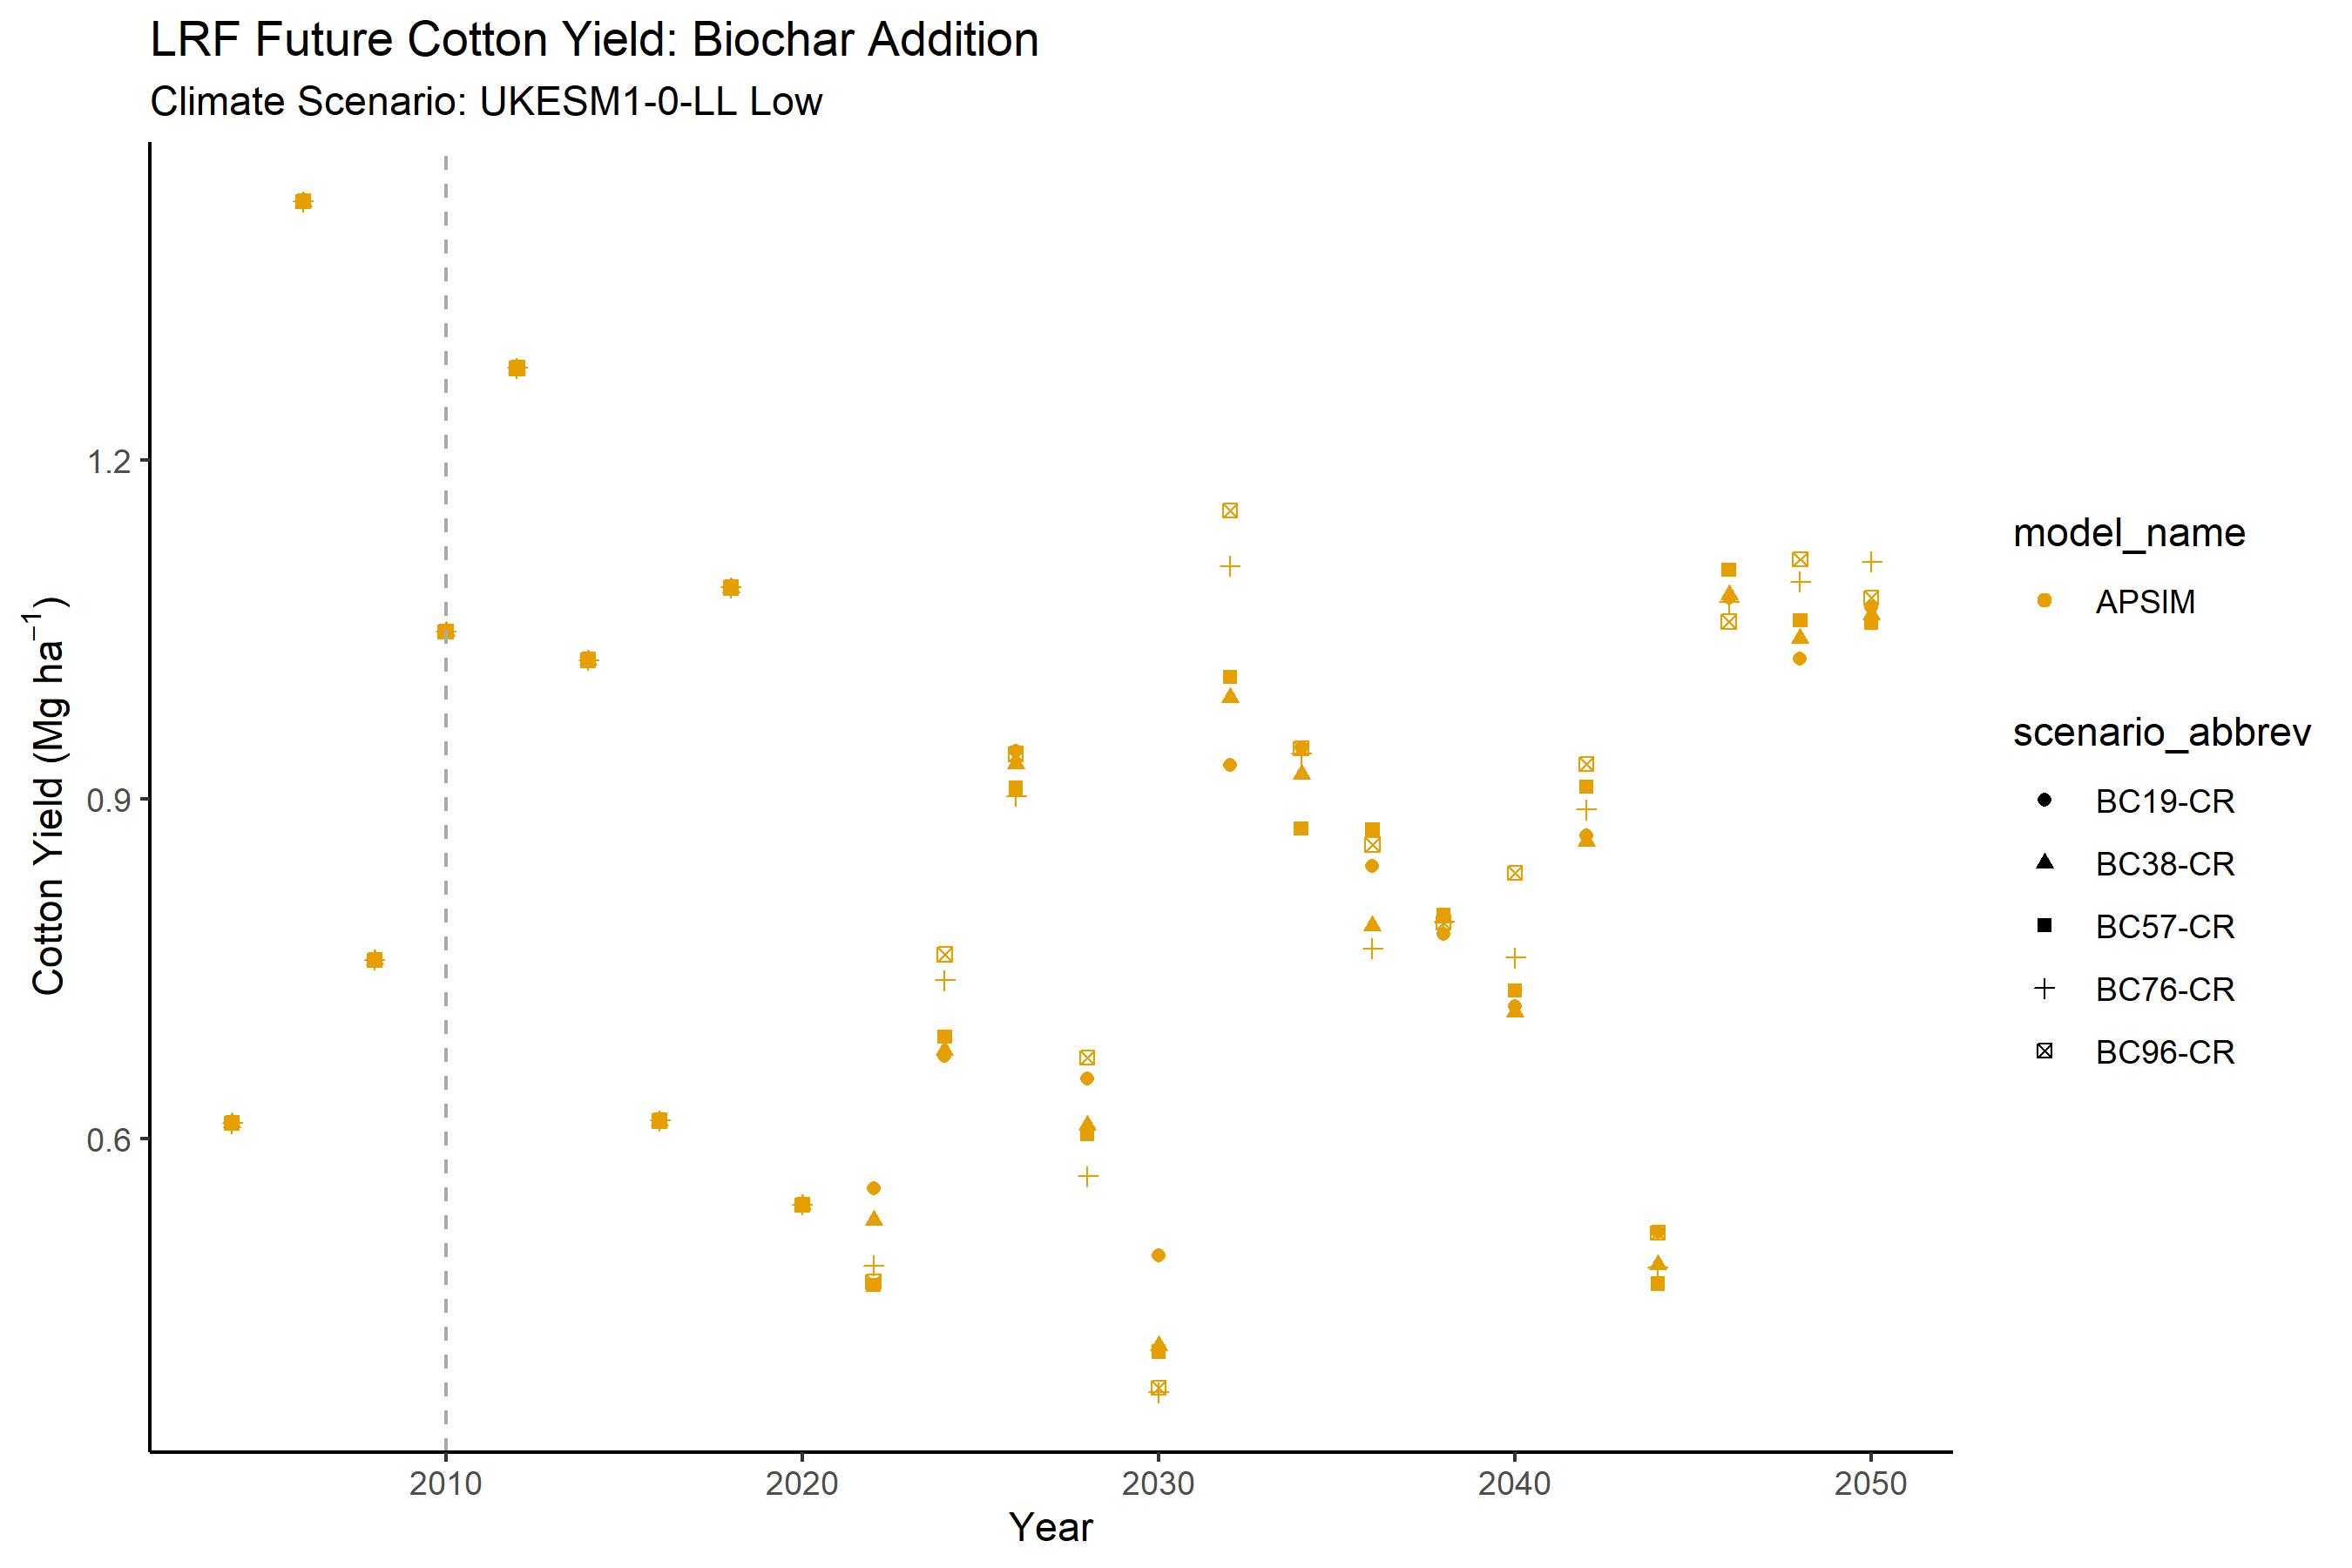 LRF Future Cotton Yield: Biochar Addition
Climate Scenario: UKESM1-0-LL Low
Cotton Yield (Mg ha⁻¹)
1.2
0.9
0.6
2010
2020
2030
2040
2050
Year
model_name
APSIM
scenario_abbrev
BC19-CR
BC38-CR
BC57-CR
BC76-CR
BC96-CR